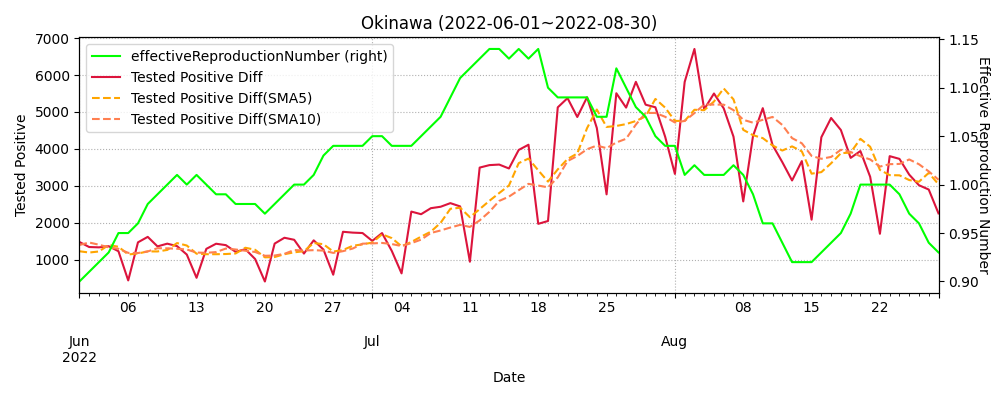 Okinawa (2022-06-01~2022-08-30)
effectiveReproductionNumber (right)
Tested Positive Diff
Tested Positive Diff(SMA5)
Tested Positive Diff(SMA10)
Tested Positive
7000
6000
5000
4000
3000
2000
1000
1.15
1.10
1.05
1.00
0.95
0.90
Effective Reproduction Number
06 13 20 27 04 11 18 25 08 15 22
Jun Jul Aug
2022
Date